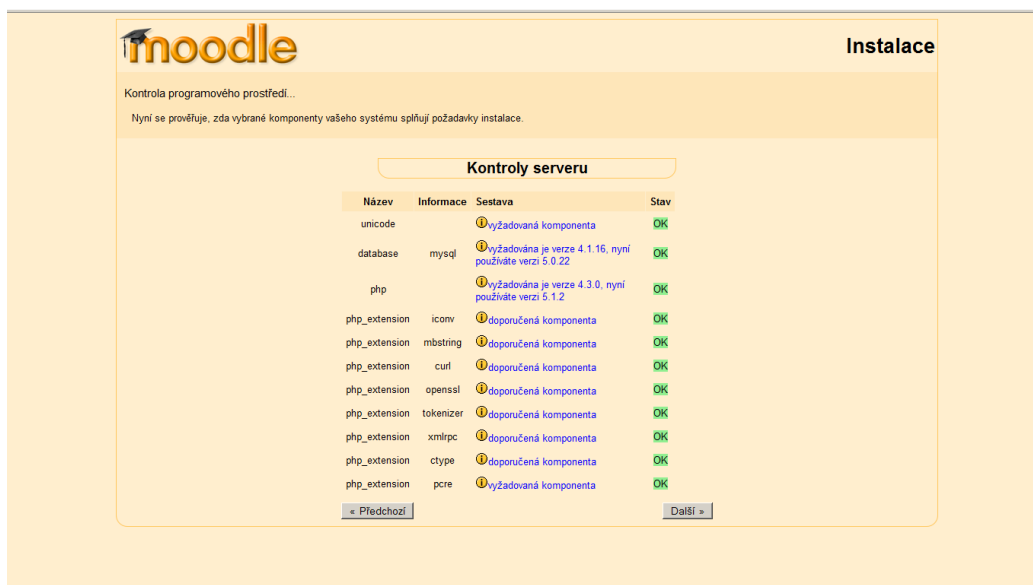 moodle
Instalace
Kontrola programového prostředí...
Nyní se prověřuje, zda vybrané komponenty vašeho systému splňují požadavky instalace.
Kontroly serveru
Název Informace Sestava Stav
unicode vyžadovaná komponenta OK
database mysql vyžadována je verze 4.1.16, nyní používáte verzi 5.0.22 OK
php vyžadována je verze 4.3.0, nyní používáte verzi 5.1.2 OK
php_extension iconv doporučená komponenta OK
php_extension mbstring doporučená komponenta OK
php_extension curl doporučená komponenta OK
php_extension openssl doporučená komponenta OK
php_extension tokenizer doporučená komponenta OK
php_extension xmlrpc doporučená komponenta OK
php_extension ctype doporučená komponenta OK
php_extension pcre vyžadovaná komponenta OK
« Předchozí Další »